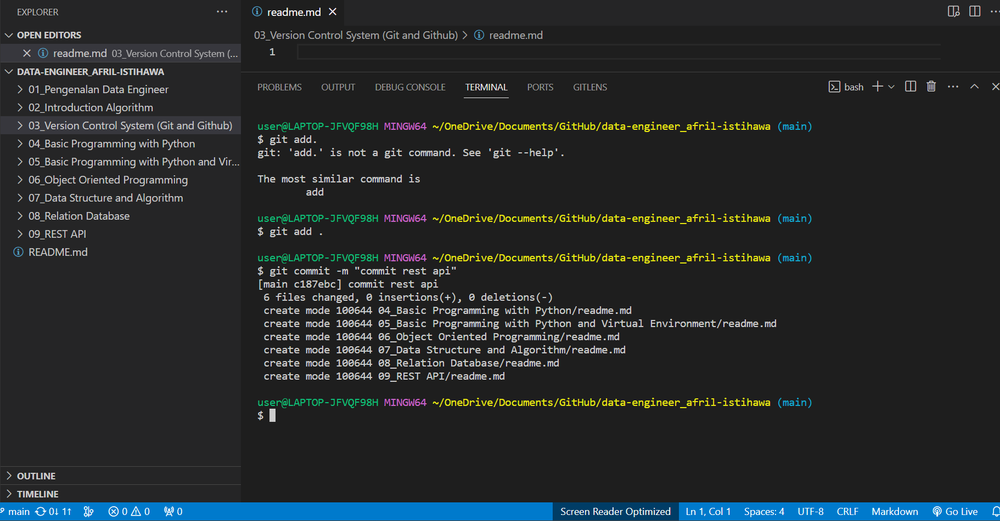 EXPLORER
OPEN EDITORS
readme.md 03_Version Control System (...
DATA-ENGINEER_AFRIL-ISTIHAWA
01_Pengenalan Data Engineer
02_Introduction Algorithm
03_Version Control System (Git and Github)
04_Basic Programming with Python
05_Basic Programming with Python and Vir...
06_Object Oriented Programming
07_Data Structure and Algorithm
08_Relation Database
09_REST API
README.md
OUTLINE
TIMELINE
readme.md
03_Version Control System (Git and Github) > readme.md
1
PROBLEMS OUTPUT DEBUG CONSOLE TERMINAL PORTS GITLENS bash
user@LAPTOP-JFVQF98H MINGW64 ~/OneDrive/Documents/GitHub/data-engineer_afril-istihawa (main)
$ git add.
git: 'add.' is not a git command. See 'git --help'.
The most similar command is
add
user@LAPTOP-JFVQF98H MINGW64 ~/OneDrive/Documents/GitHub/data-engineer_afril-istihawa (main)
$ git add .
user@LAPTOP-JFVQF98H MINGW64 ~/OneDrive/Documents/GitHub/data-engineer_afril-istihawa (main)
$ git commit -m "commit rest api"
[main c187ebc] commit rest api
6 files changed, 0 insertions(+), 0 deletions(-)
create mode 100644 04_Basic Programming with Python/readme.md
create mode 100644 05_Basic Programming with Python and Virtual Environment/readme.md
create mode 100644 06_Object Oriented Programming/readme.md
create mode 100644 07_Data Structure and Algorithm/readme.md
create mode 100644 08_Relation Database/readme.md
create mode 100644 09_REST API/readme.md
user@LAPTOP-JFVQF98H MINGW64 ~/OneDrive/Documents/GitHub/data-engineer_afril-istihawa (main)
$
main 0↓ 1↑ 0 0 0 Screen Reader Optimized Ln 1, Col 1 Spaces: 4 UTF-8 CRLF Markdown Go Live